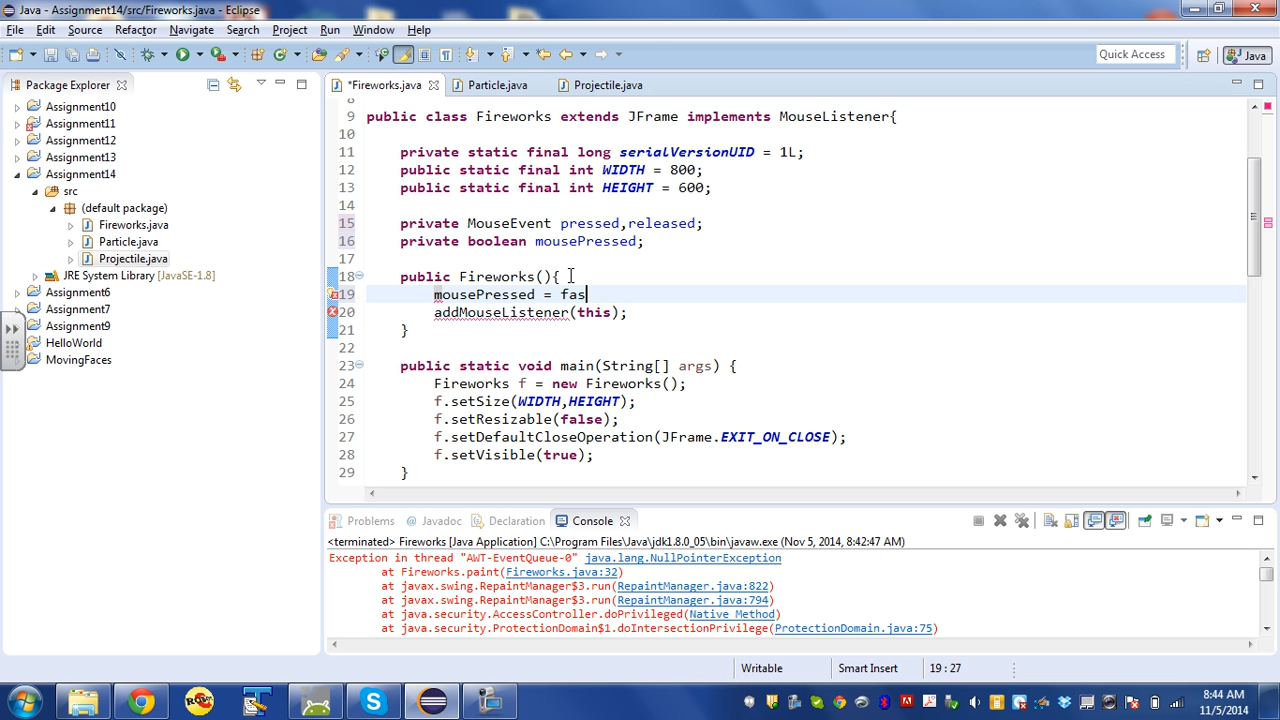 Java - Assignment14/src/Fireworks.java - Eclipse
File Edit Source Refactor Navigate Search Project Run Window Help
Quick Access Java
Package Explorer
*Fireworks.java Particle.java Projectile.java
Assignment10
Assignment11
Assignment12
Assignment13
Assignment14
src
(default package)
Fireworks.java
Particle.java
Projectile.java
JRE System Library [JavaSE-1.8]
Assignment6
Assignment7
Assignment9
HelloWorld
MovingFaces
8
9 public class Fireworks extends JFrame implements MouseListener{
10
11 private static final long serialVersionUID = 1L;
12 public static final int WIDTH = 800;
13 public static final int HEIGHT = 600;
14
15 private MouseEvent pressed,released;
16 private boolean mousePressed;
17
18 public Fireworks(){
19 mousePressed = fas
20 addMouseListener(this);
21 }
22
23 public static void main(String[] args) {
24 Fireworks f = new Fireworks();
25 f.setSize(WIDTH,HEIGHT);
26 f.setResizable(false);
27 f.setDefaultCloseOperation(JFrame.EXIT_ON_CLOSE);
28 f.setVisible(true);
29 }
Problems @ Javadoc Declaration Console
<terminated> Fireworks [Java Application] C:\Program Files\Java\jdk1.8.0_05\bin\javaw.exe (Nov 5, 2014, 8:42:47 AM)
Exception in thread "AWT-EventQueue-0" java.lang.NullPointerException
at Fireworks.paint(Fireworks.java:32)
at javax.swing.RepaintManager$3.run(RepaintManager.java:822)
at javax.swing.RepaintManager$3.run(RepaintManager.java:794)
at java.security.AccessController.doPrivileged(Native Method)
at java.security.ProtectionDomain$1.doIntersectionPrivilege(ProtectionDomain.java:75)
Writable Smart Insert 19 : 27
8:44 AM
11/5/2014